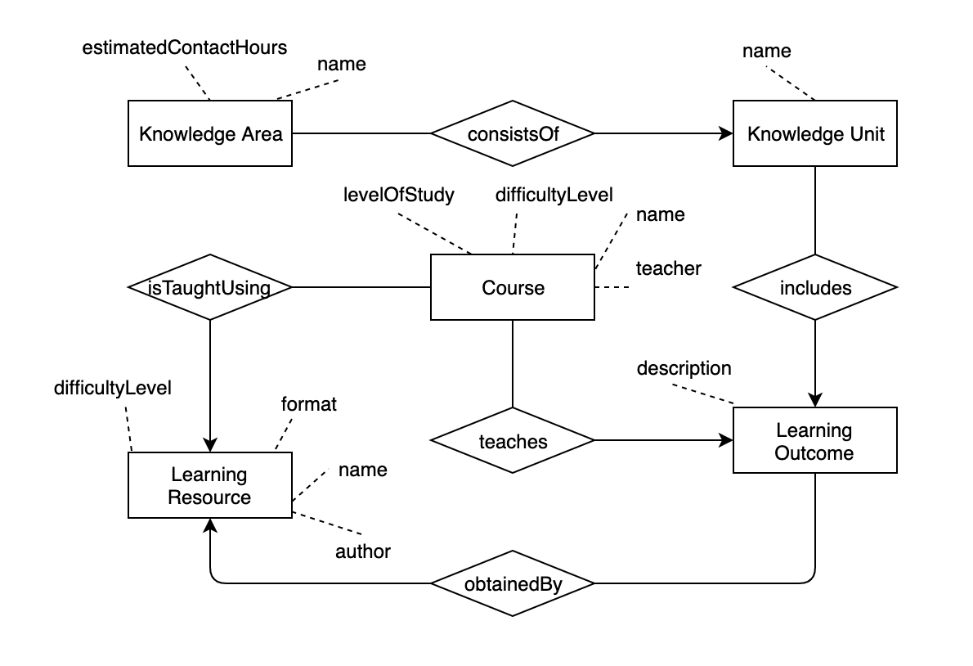 estimatedContactHours
name
name
Knowledge Area
consistsOf
Knowledge Unit
levelOfStudy
difficultyLevel
name
teacher
isTaughtUsing
Course
includes
difficultyLevel
format
description
teaches
Learning
Outcome
Learning
Resource
name
author
obtainedBy